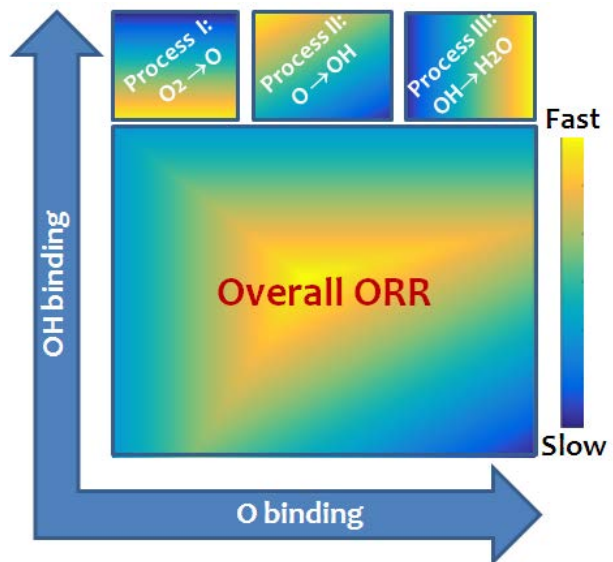 Process I:
O₂→O
Process II:
O→OH
Process III:
OH→H₂O
Fast
Overall ORR
OH binding
Slow
O binding